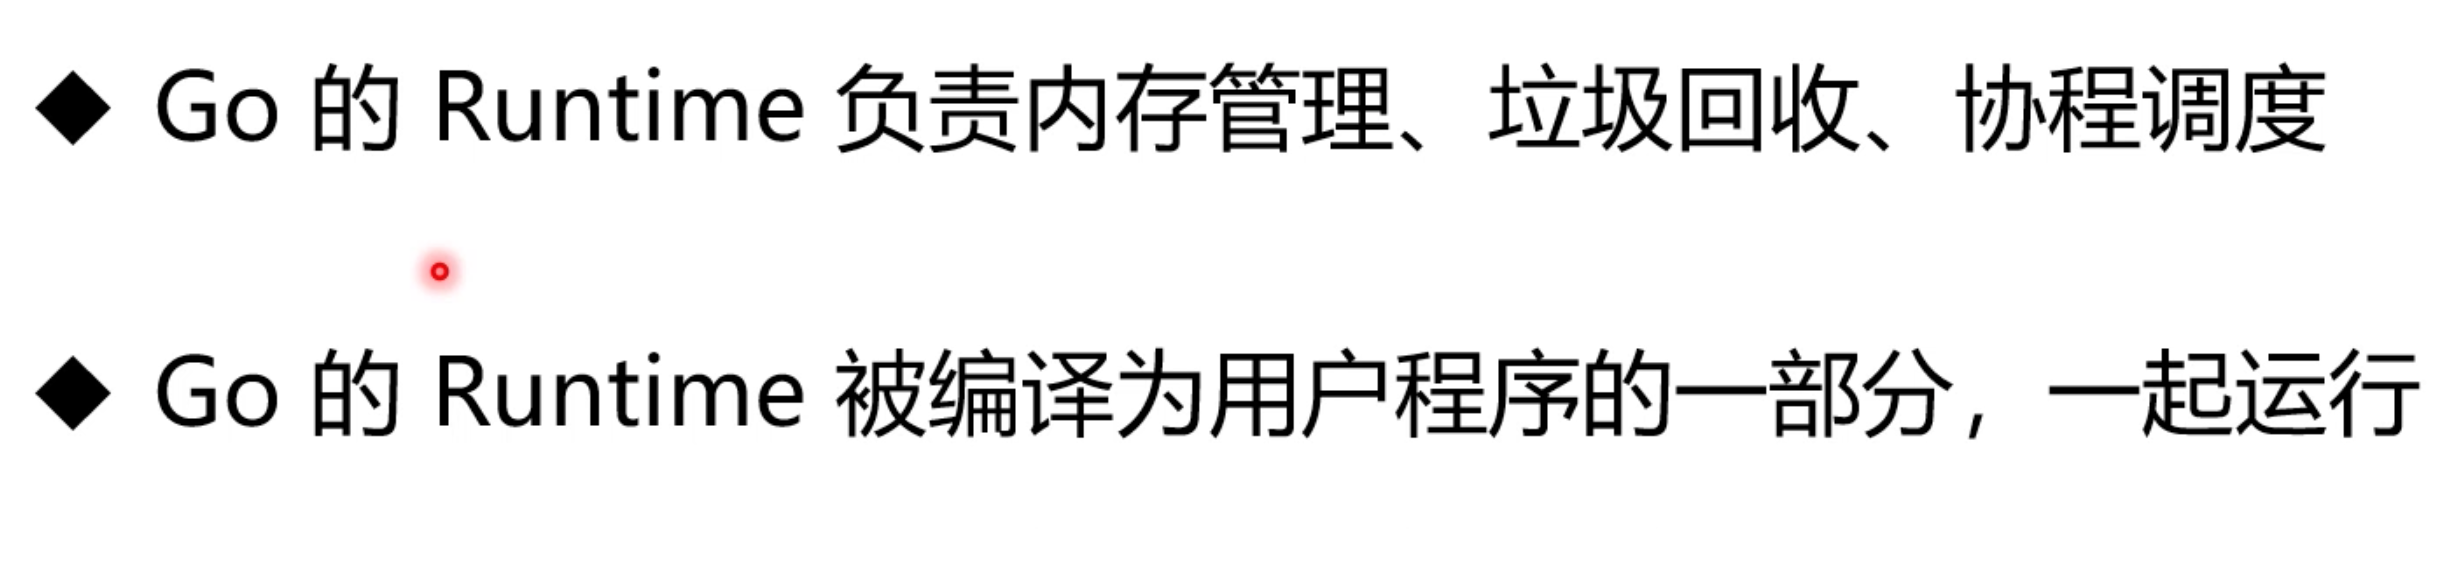 ◆ Go 的 Runtime 负责内存管理、垃圾回收、协程调度
◆ Go 的 Runtime 被编译为用户程序的一部分，一起运行